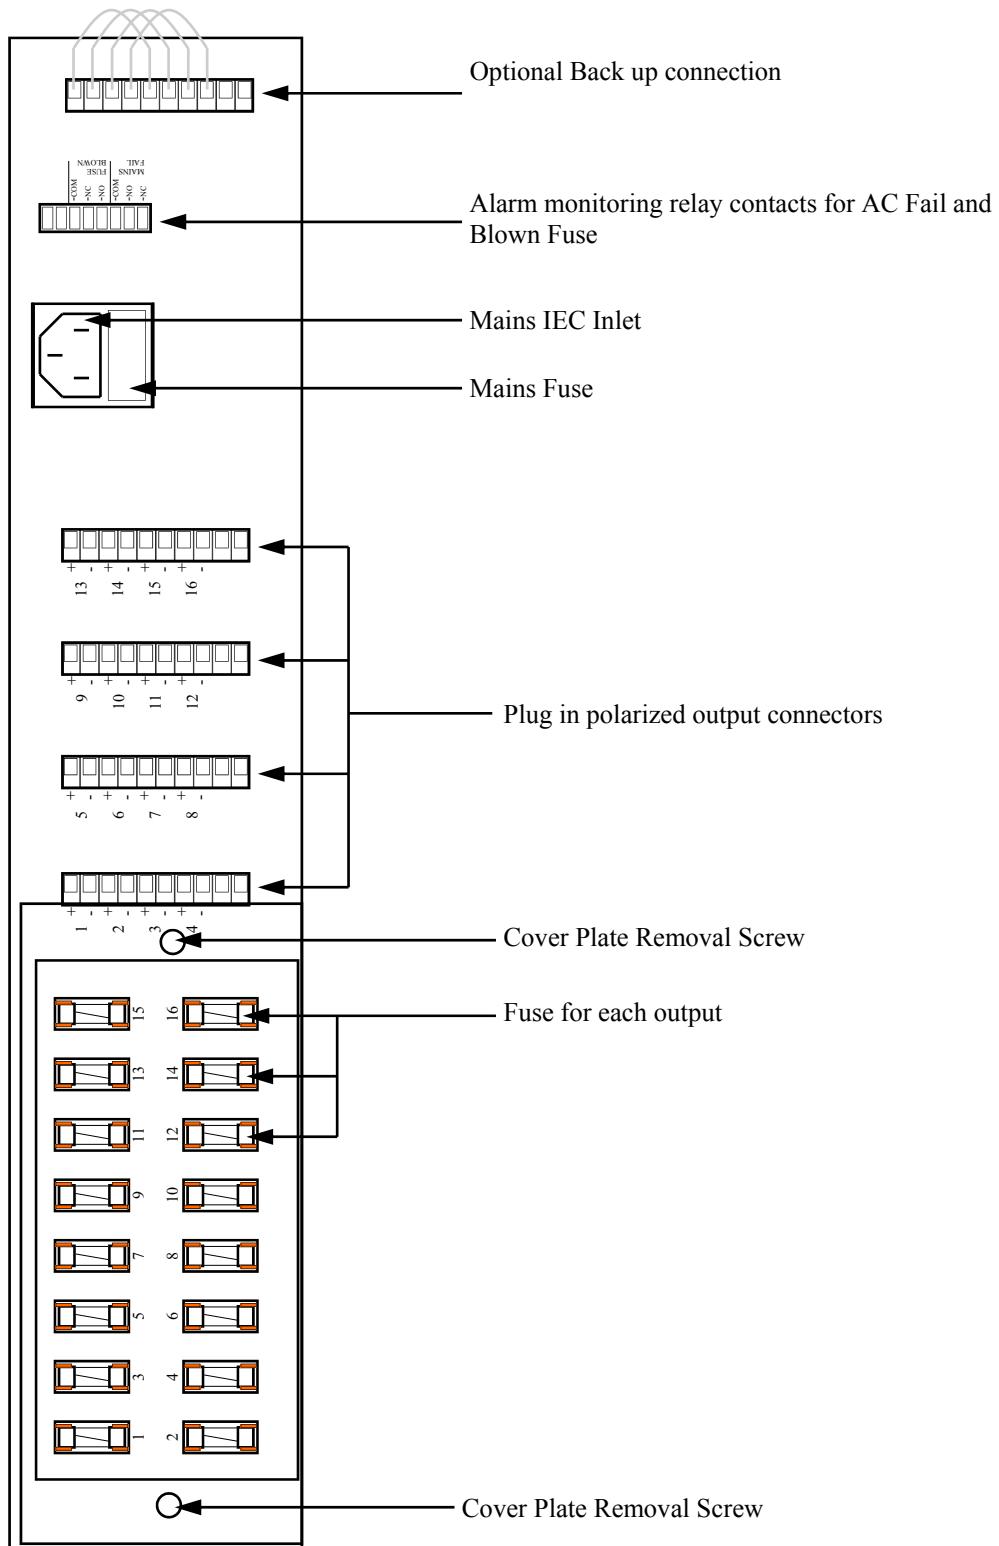 Optional Back up connection
MAINS
FAIL
FUSE
BLOWN
-COM
-NC
-NO
-COM
-NO
-NC
Alarm monitoring relay contacts for AC Fail and
Blown Fuse
Mains IEC Inlet
Mains Fuse
+ - + - + - + -
13 14 15 16
+ - + - + - + -
9 10 11 12
Plug in polarized output connectors
+ - + - + - + -
5 6 7 8
+ - + - + - + -
1 2 3 4
Cover Plate Removal Screw
15 16
Fuse for each output
13 14
11 12
9 10
7 8
5 6
3 4
1 2
Cover Plate Removal Screw